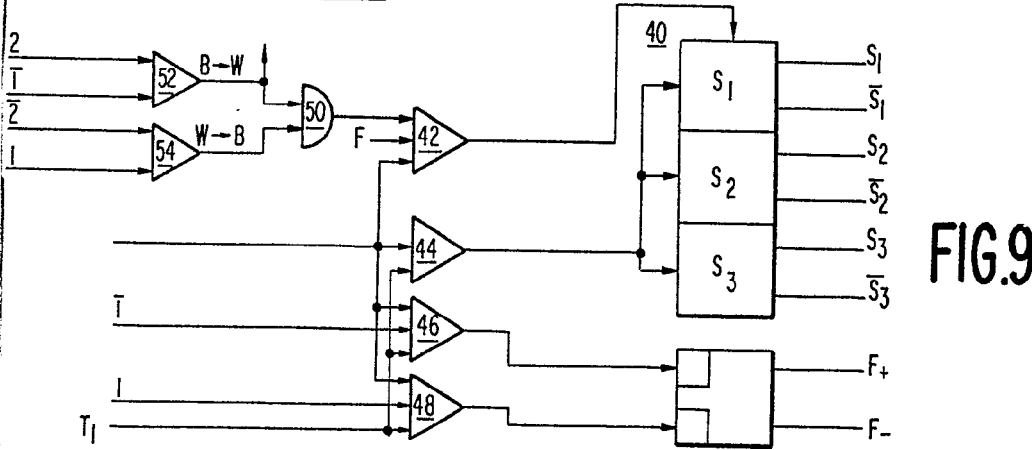 2
1̅
2̅
1
52
54
B→W
W→B
50
F
42
44
1̅
46
1
48
T1
40
S1
S2
S3
S1
S̅1
S2
S̅2
S3
S̅3
F+
F-
FIG.9